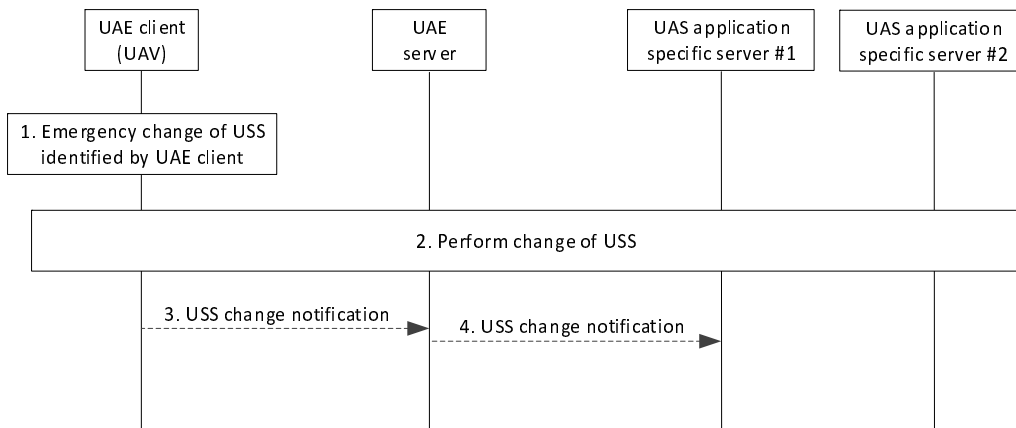 UAE client
(UAV)
UAE
server
UAS application
specific server #1
UAS application
specific server #2
1. Emergency change of USS
identified by UAE client
2. Perform change of USS
3. USS change notification
4. USS change notification